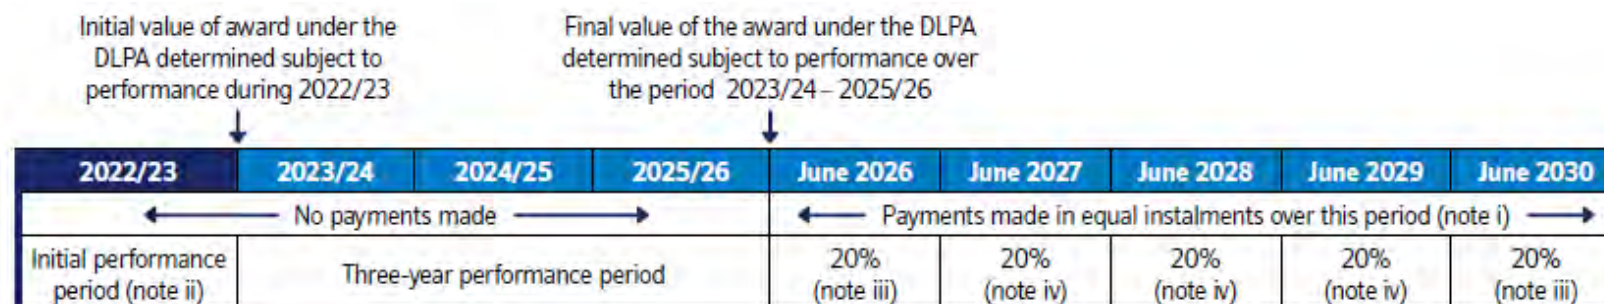 Initial value of award under the
DLPA determined subject to
performance during 2022/23
Final value of the award under the DLPA
determined subject to performance over
the period 2023/24 – 2025/26
2022/23 2023/24 2024/25 2025/26 June 2026 June 2027 June 2028 June 2029 June 2030
No payments made Payments made in equal instalments over this period (note i)
Initial performance
period (note ii)
Three-year performance period
20%
(note iii)
20%
(note iv)
20%
(note iv)
20%
(note iv)
20%
(note iii)